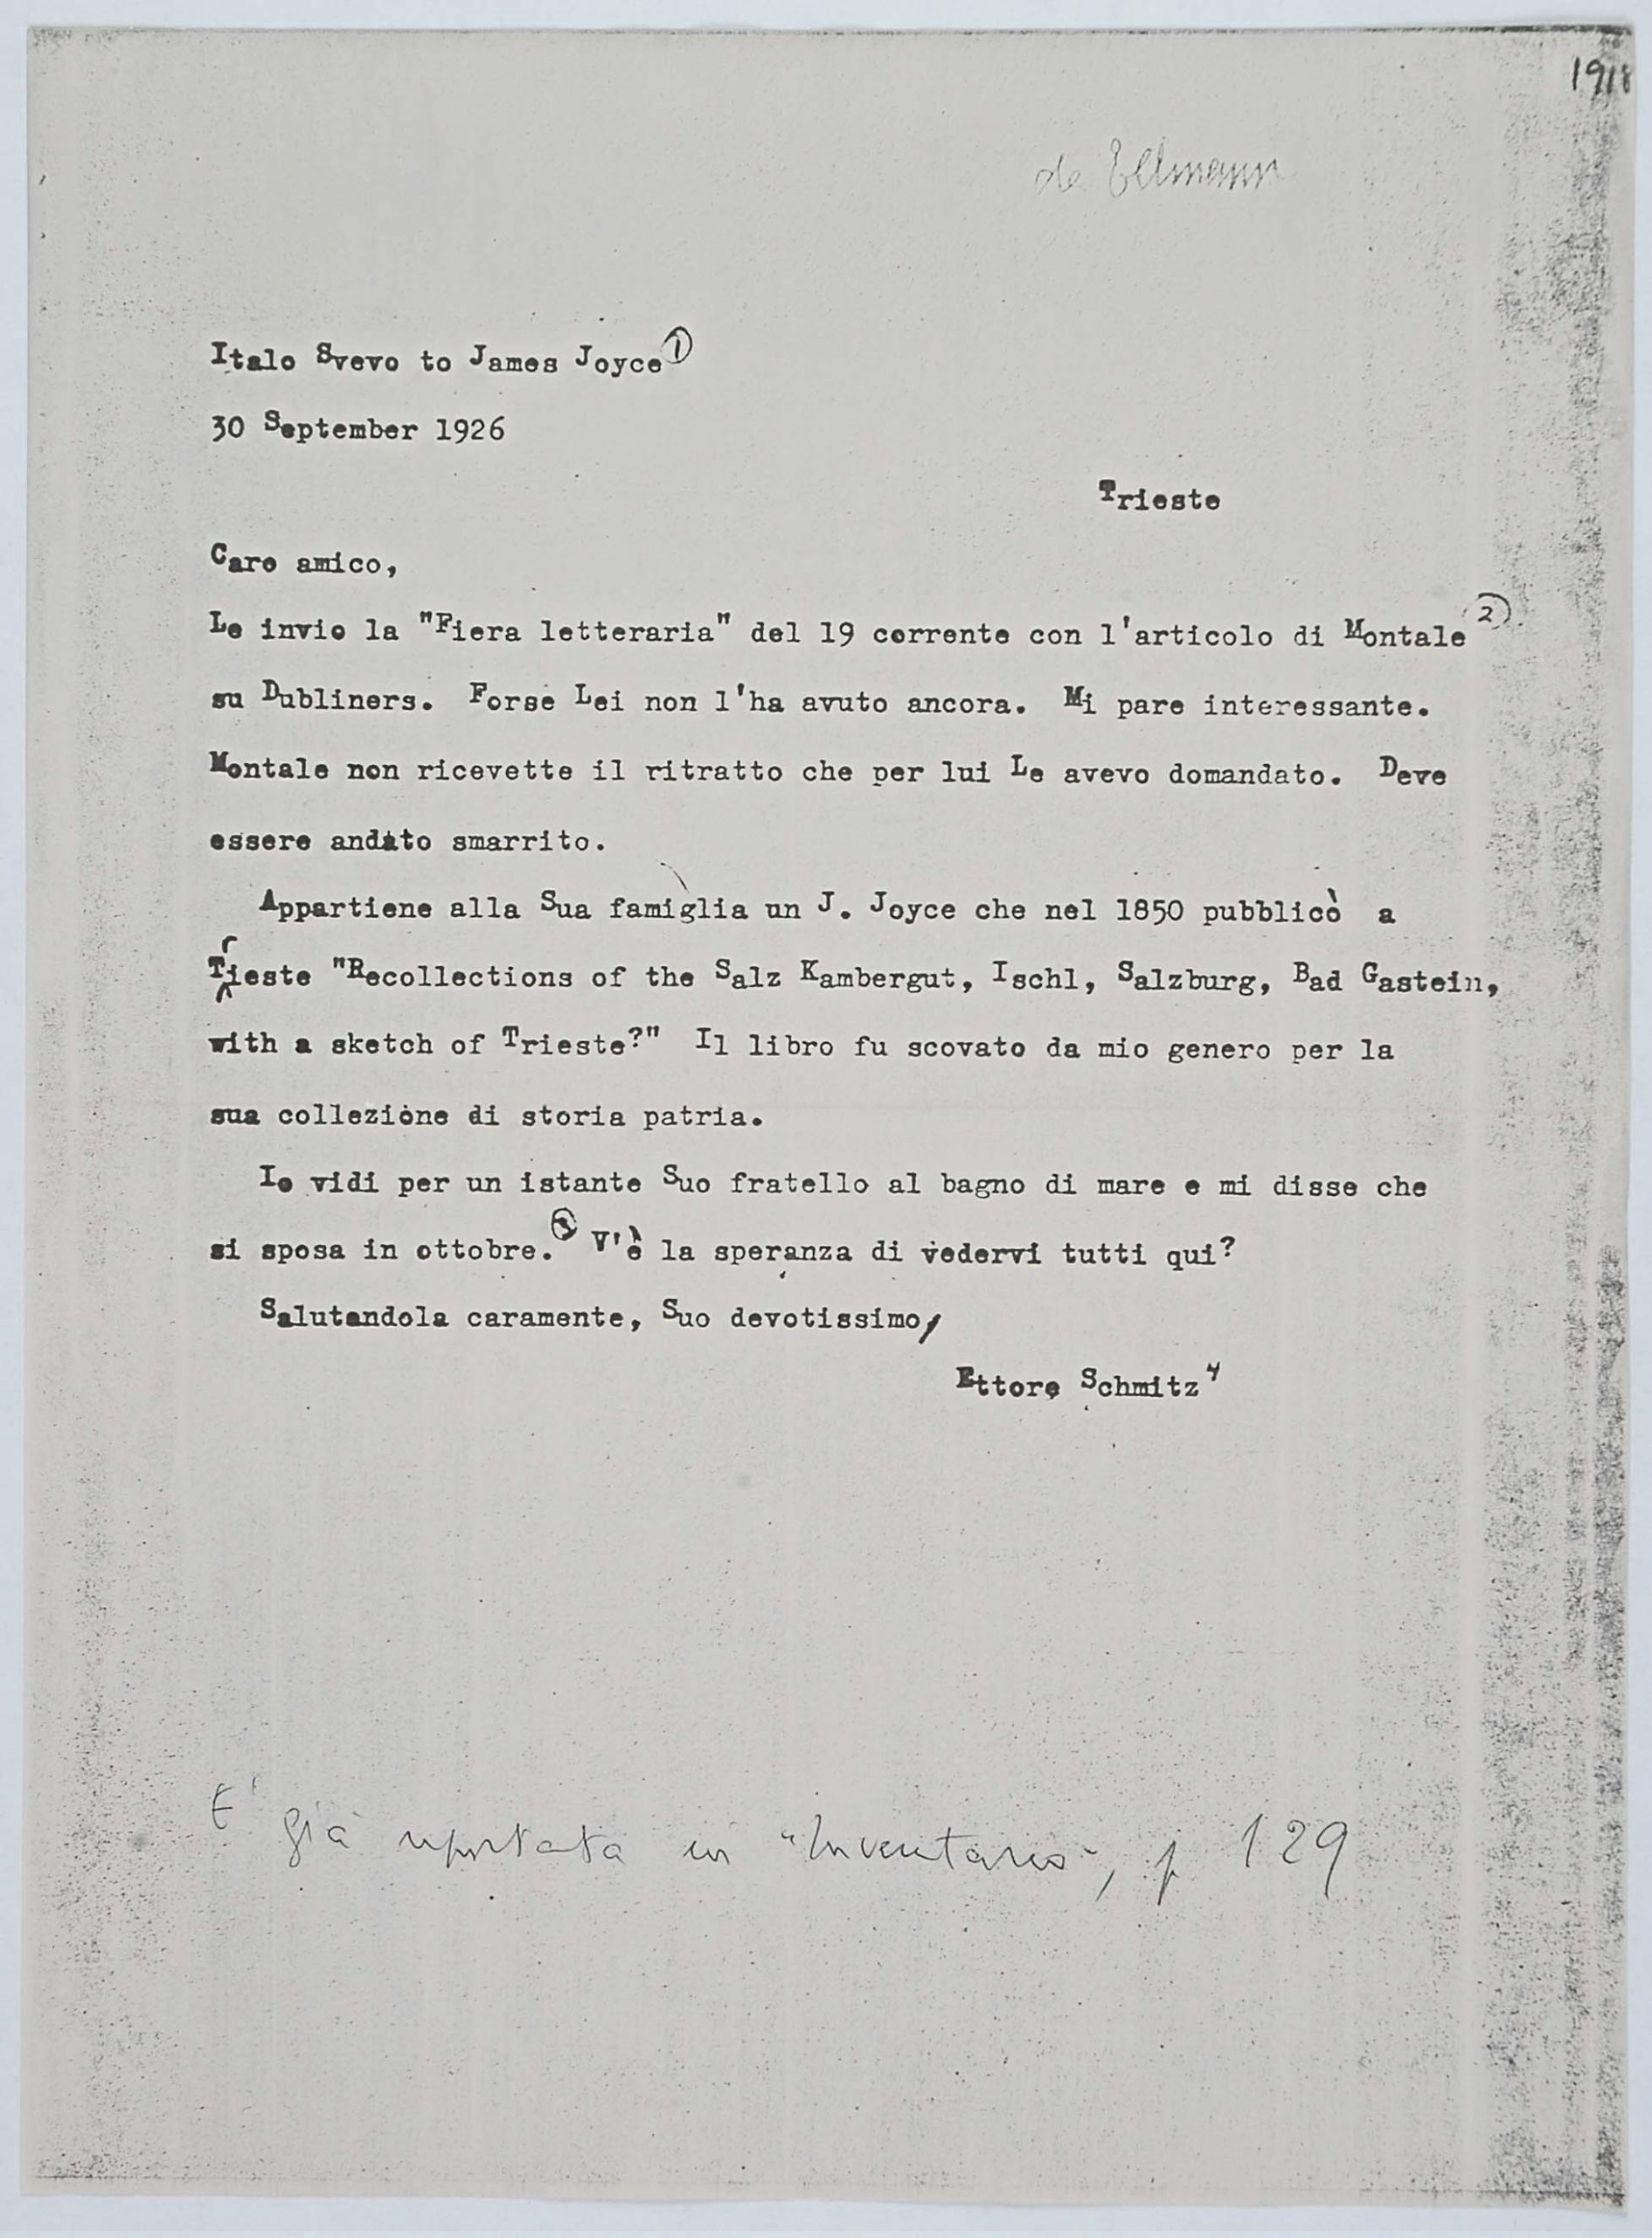 1918
da Ellmann
Italo Svevo to James Joyce ①
30 September 1926
Trieste
Caro amico,
Le invio la "Fiera letteraria" del 19 corrente con l'articolo di Montale ②
su Dubliners. Forse Lei non l'ha avuto ancora. Mi pare interessante.
Montale non ricevette il ritratto che per lui Le avevo domandato. Deve
essere andato smarrito.
Appartiene alla Sua famiglia un J. Joyce che nel 1850 pubblicò a
Trieste "Recollections of the Salz Kambergut, Ischl, Salzburg, Bad Gastein,
with a sketch of Trieste?" Il libro fu scovato da mio genero per la
sua collezione di storia patria.
Io vidi per un istante Suo fratello al bagno di mare e mi disse che
si sposa in ottobre. ③ V'è la speranza di vedervi tutti qui?
Salutandola caramente, Suo devotissimo,
Ettore Schmitz 4
E' già riportata in "Inventario", p 129